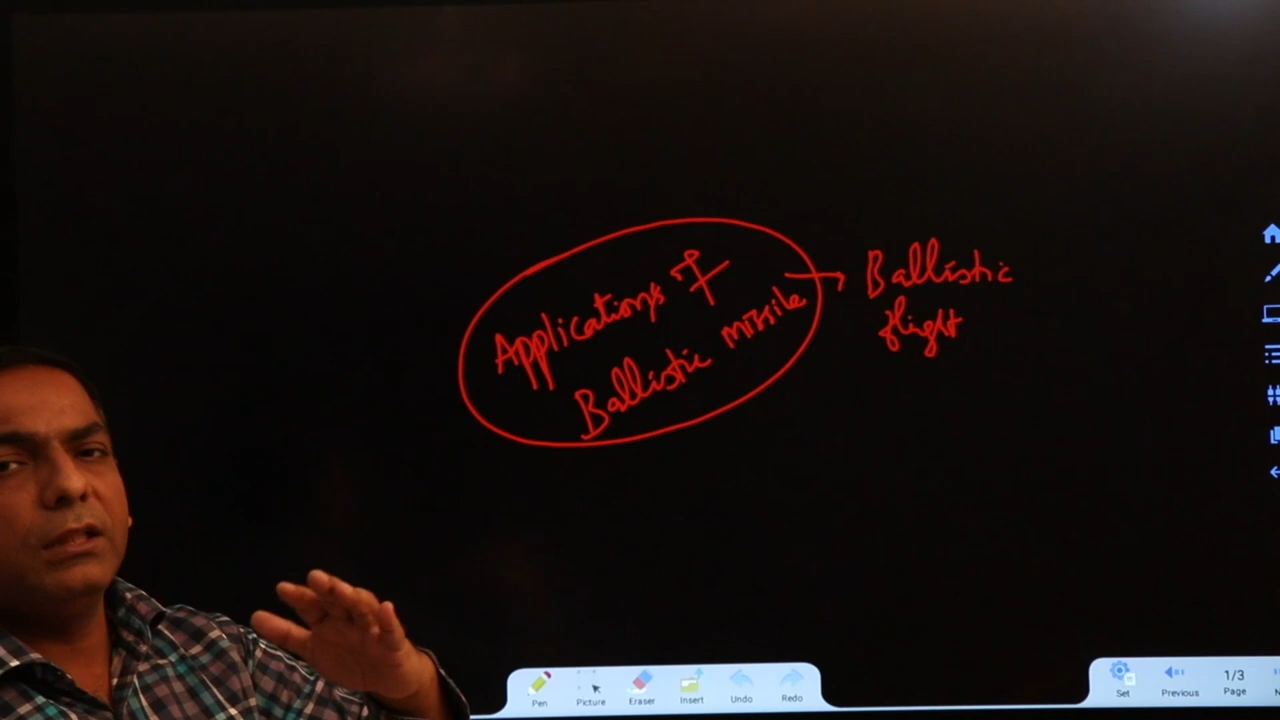 Applications of
Ballistic missile
Ballistic
flight
Pen
Picture
Eraser
Insert
Undo
Redo
Set
Previous
1/3
Page